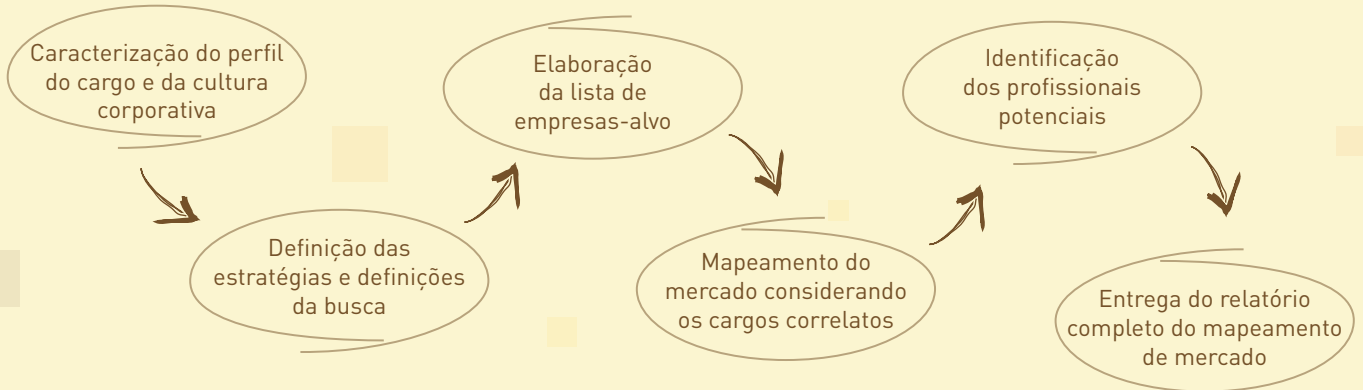 Caracterização do perfil
do cargo e da cultura
corporativa
Definição das
estratégias e definições
da busca
Elaboração
da lista de
empresas-alvo
Mapeamento do
mercado considerando
os cargos correlatos
Identificação
dos profissionais
potenciais
Entrega do relatório
completo do mapeamento
de mercado